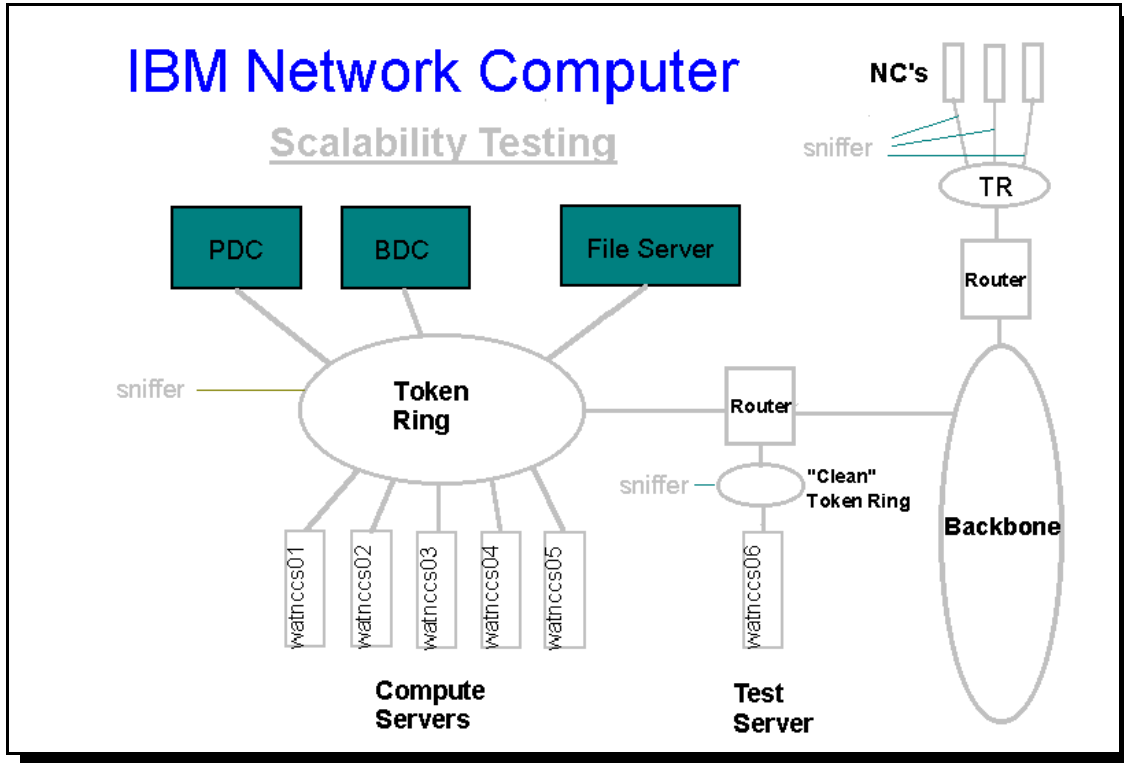 IBM Network Computer
Scalability Testing
NC's
sniffer
TR
Router
PDC
BDC
File Server
sniffer
Token
Ring
Router
sniffer
"Clean"
Token Ring
Backbone
watnccs01
watnccs02
watnccs03
watnccs04
watnccs05
watnccs06
Compute
Servers
Test
Server